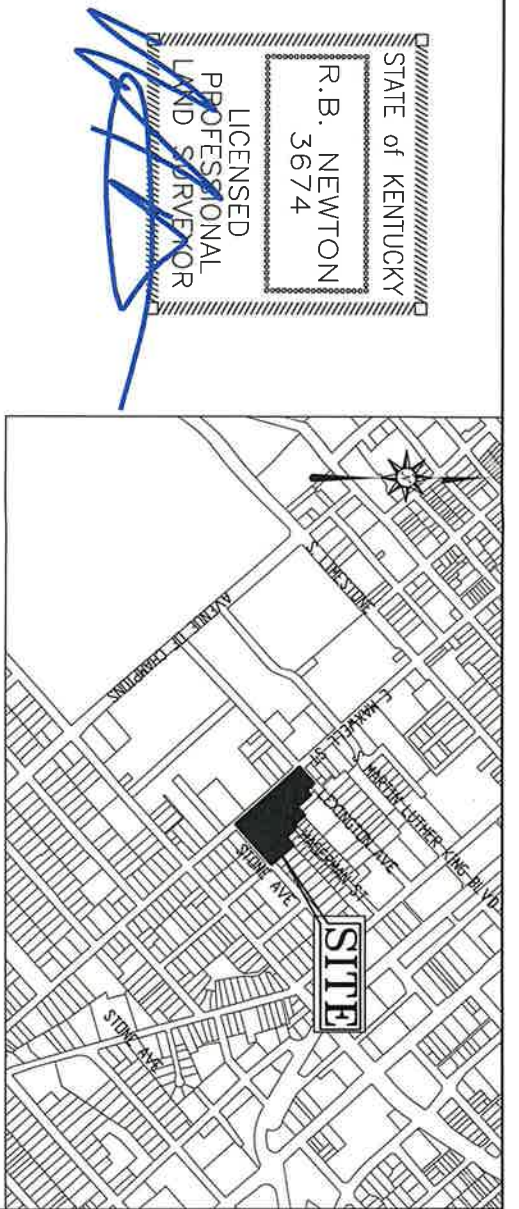 STATE of KENTUCKY
R.B. NEWTON
3674
LICENSED
PROFESSIONAL
LAND SURVEYOR
N
S LIMESTONE
AVENUE OF CHAMPIONS
E MAXWELL ST
S MARTIN LUTHER KING BLVD
LEXINGTON AVE
HAGERMAN ST
STONE AVE
SITE
STONE AVE